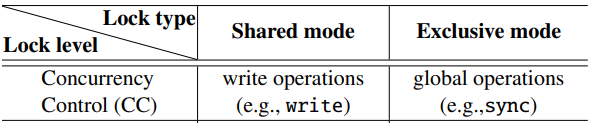 Lock type
Lock level
Shared mode
Exclusive mode
Concurrency write operations global operations
Control (CC) (e.g., write) (e.g.,sync)